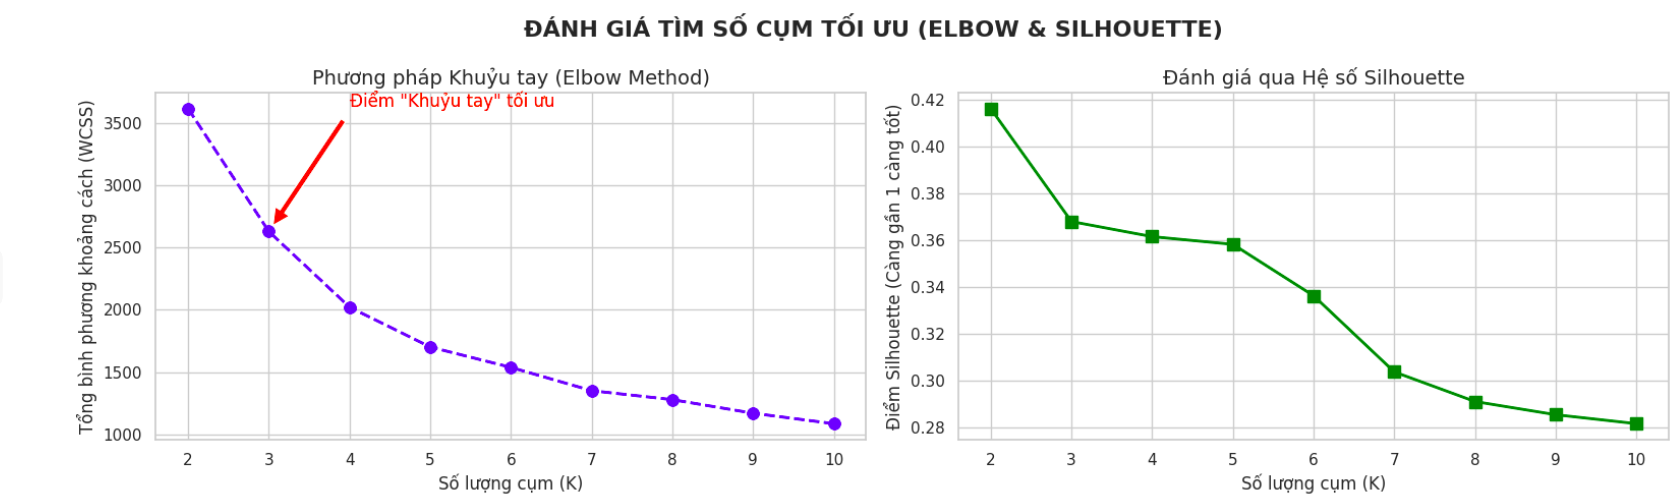 ĐÁNH GIÁ TÌM SỐ CỤM TỐI ƯU (ELBOW & SILHOUETTE)
Phương pháp Khuỷu tay (Elbow Method)
Điểm "Khuỷu tay" tối ưu
Tổng bình phương khoảng cách (WCSS)
3500
3000
2500
2000
1500
1000
2 3 4 5 6 7 8 9 10
Số lượng cụm (K)
Đánh giá qua Hệ số Silhouette
Điểm Silhouette (Càng gần 1 càng tốt)
0.42
0.40
0.38
0.36
0.34
0.32
0.30
0.28
2 3 4 5 6 7 8 9 10
Số lượng cụm (K)